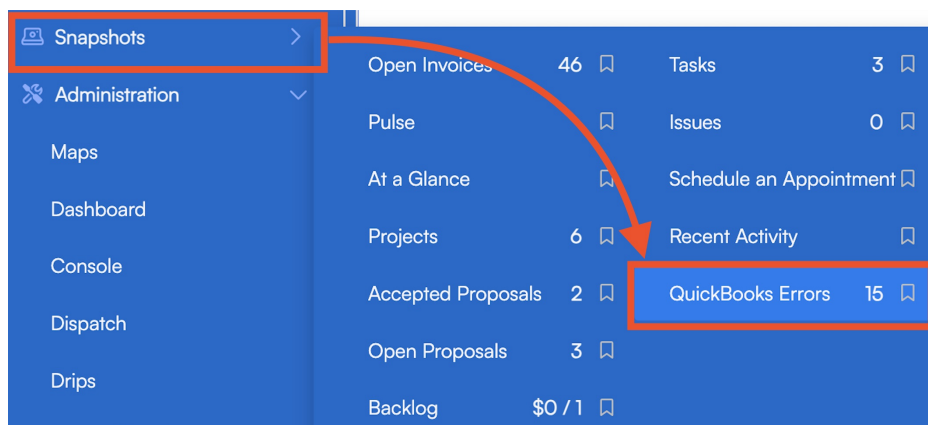 Snapshots
Administration
Maps
Dashboard
Console
Dispatch
Drips
Open Invoices 46
Pulse
At a Glance
Projects 6
Accepted Proposals 2
Open Proposals 3
Backlog $0 / 1
Tasks 3
Issues 0
Schedule an Appointment
Recent Activity
QuickBooks Errors 15